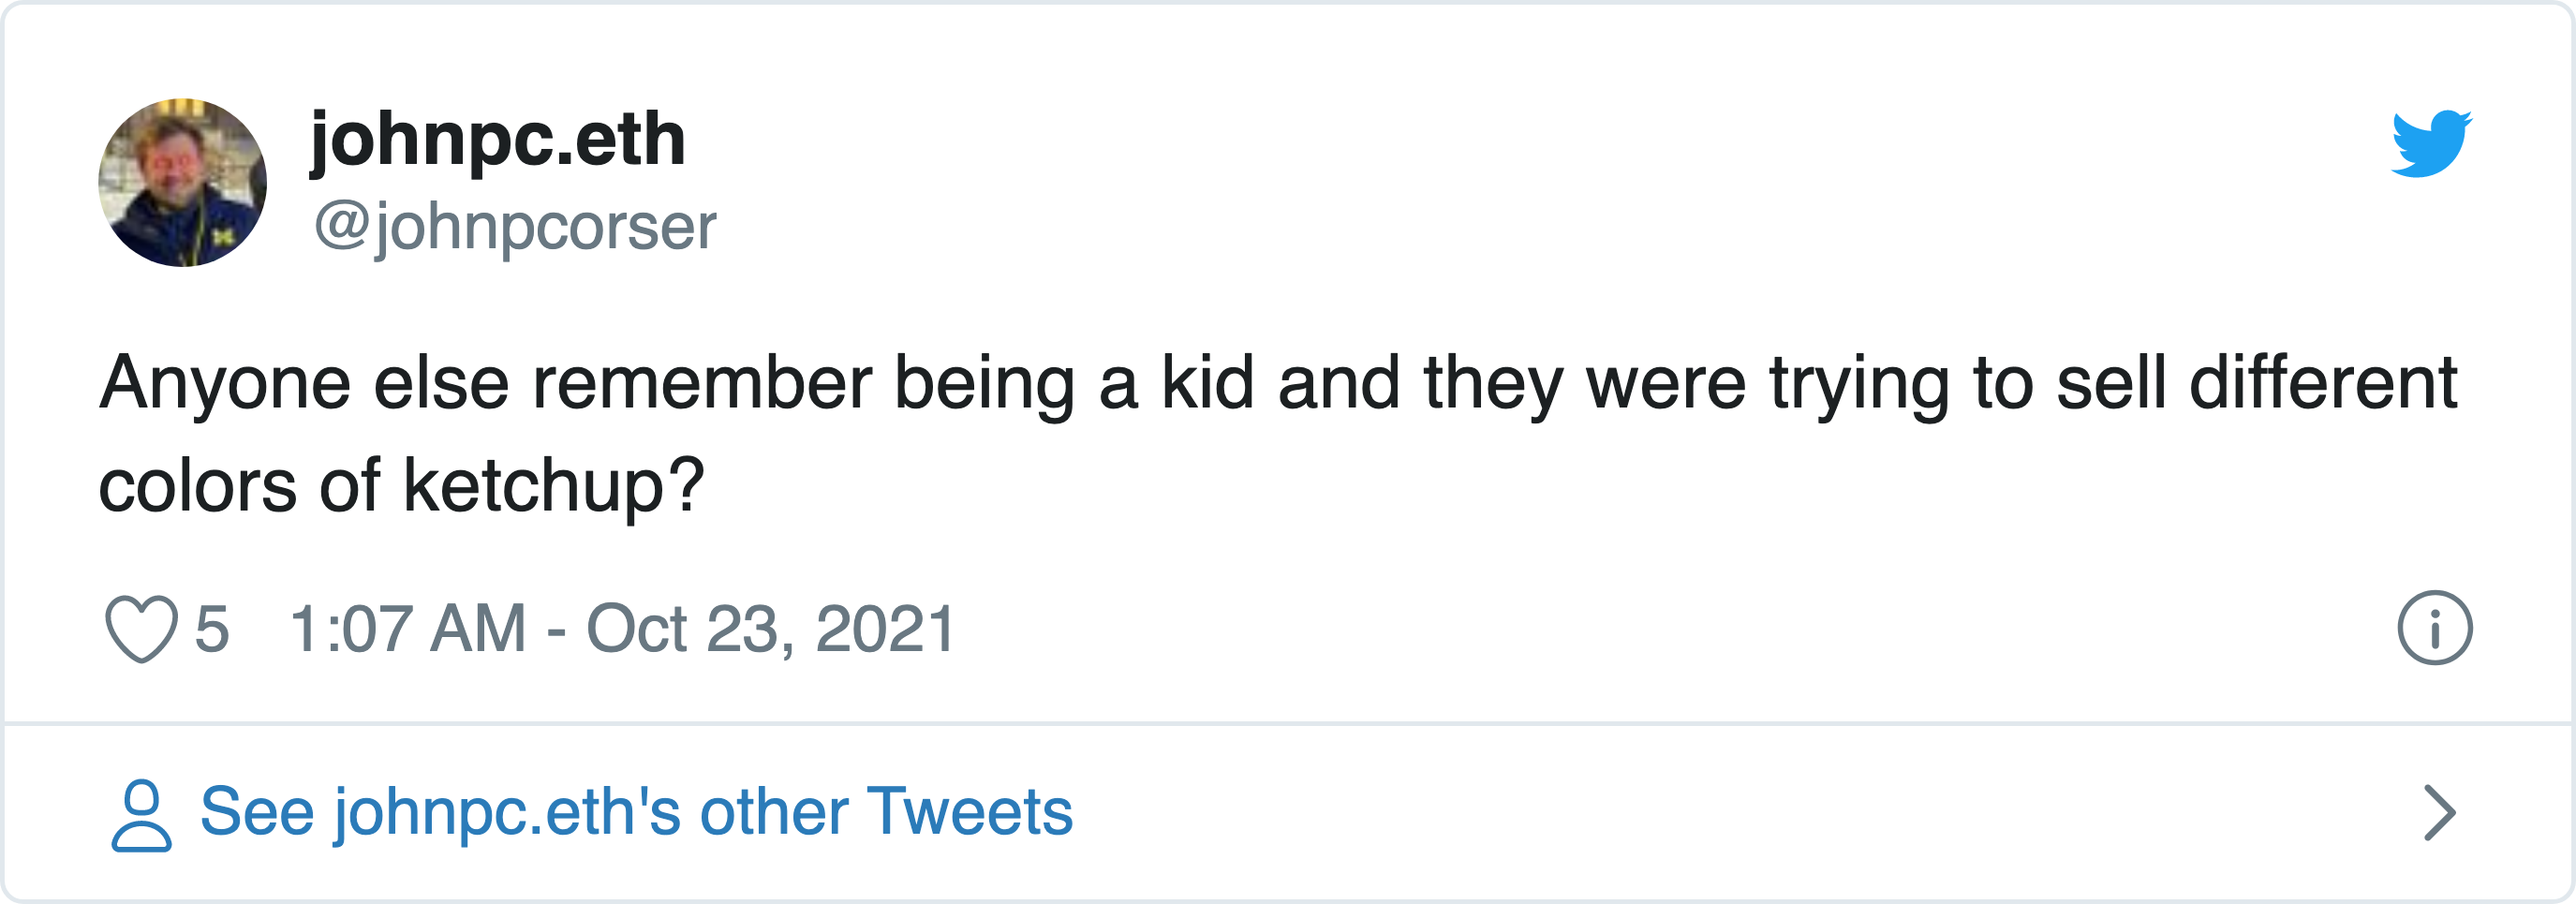 johnpc.eth
@johnpcorser
Anyone else remember being a kid and they were trying to sell different
colors of ketchup?
5 1:07 AM - Oct 23, 2021
See johnpc.eth's other Tweets